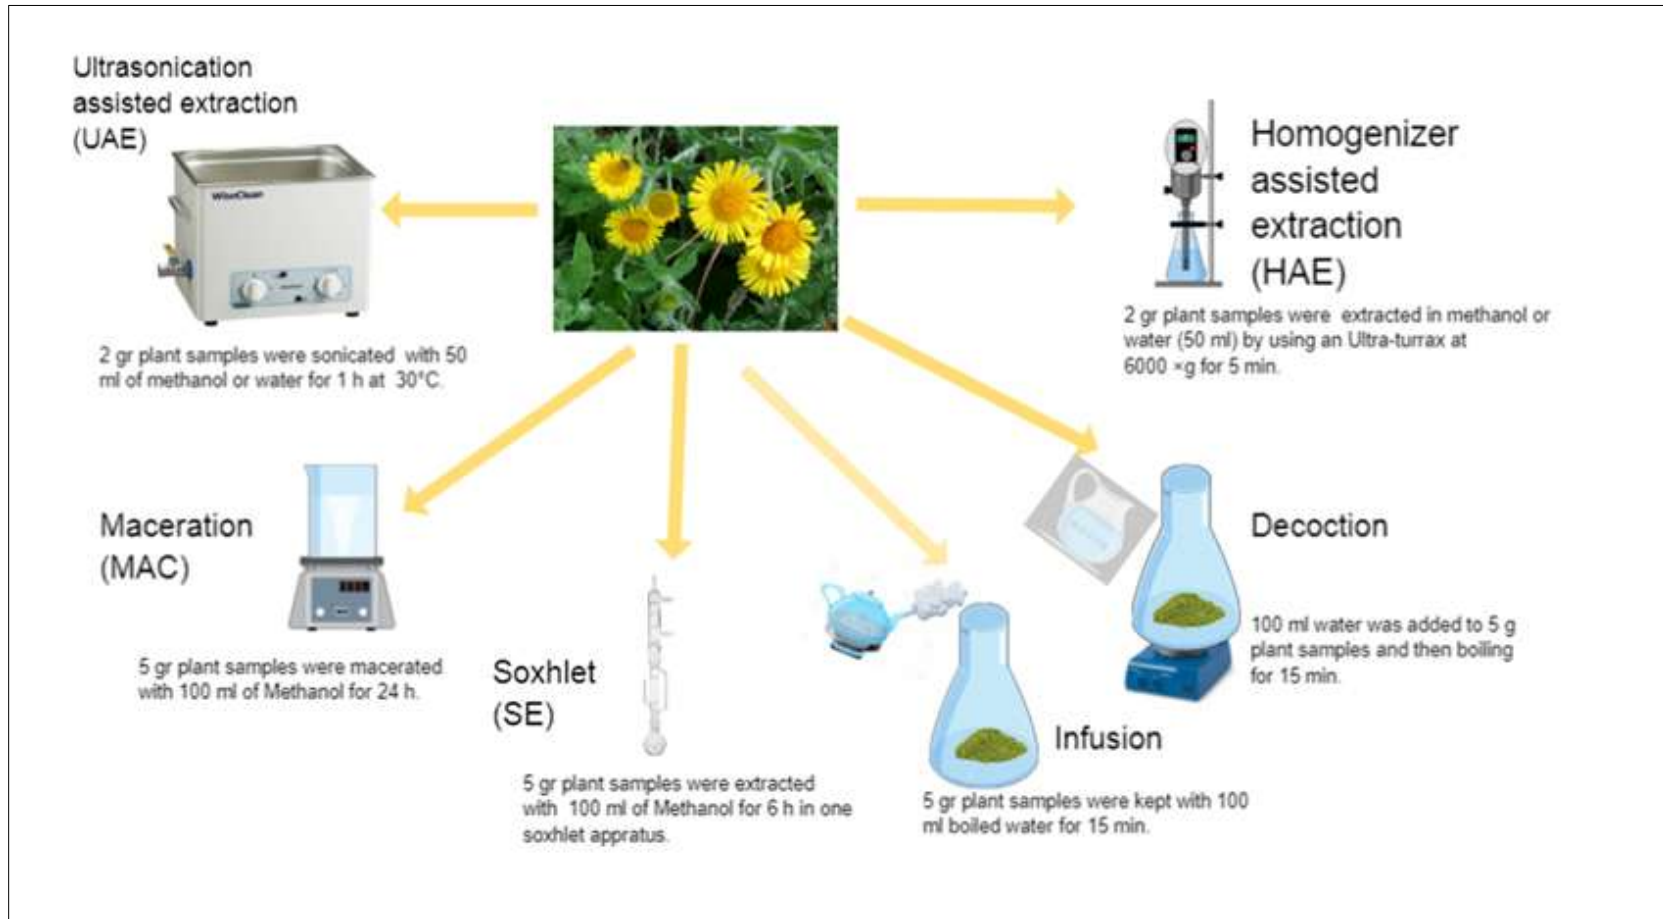 Ultrasonication
assisted extraction
(UAE)
WiseClean
2 gr plant samples were sonicated with 50
ml of methanol or water for 1 h at 30°C.
Homogenizer
assisted
extraction
(HAE)
2 gr plant samples were extracted in methanol or
water (50 ml) by using an Ultra-turrax at
6000 ×g for 5 min.
Maceration
(MAC)
5 gr plant samples were macerated
with 100 ml of Methanol for 24 h.
Soxhlet
(SE)
5 gr plant samples were extracted
with 100 ml of Methanol for 6 h in one
soxhlet appratus.
Infusion
5 gr plant samples were kept with 100
ml boiled water for 15 min.
Decoction
100 ml water was added to 5 g
plant samples and then boiling
for 15 min.